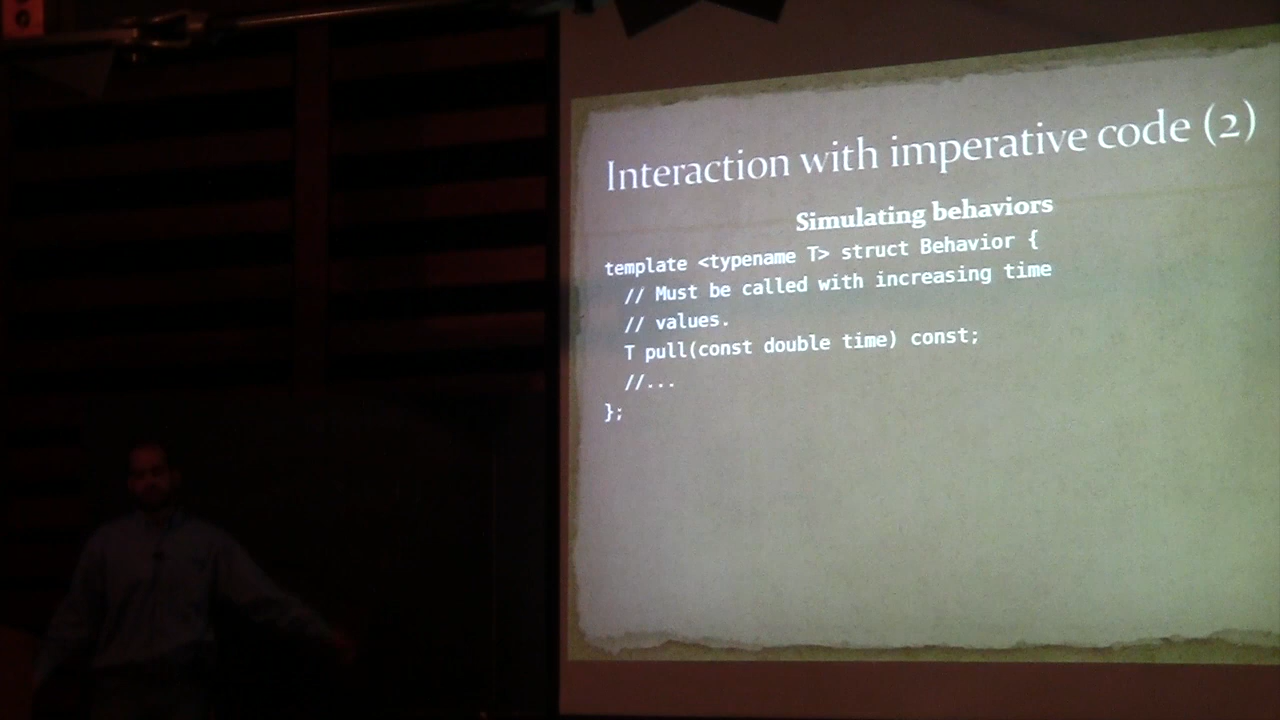 Interaction with imperative code (2)
Simulating behaviors
template <typename T> struct Behavior {
  // Must be called with increasing time
  // values.
  T pull(const double time) const;
  //...
};